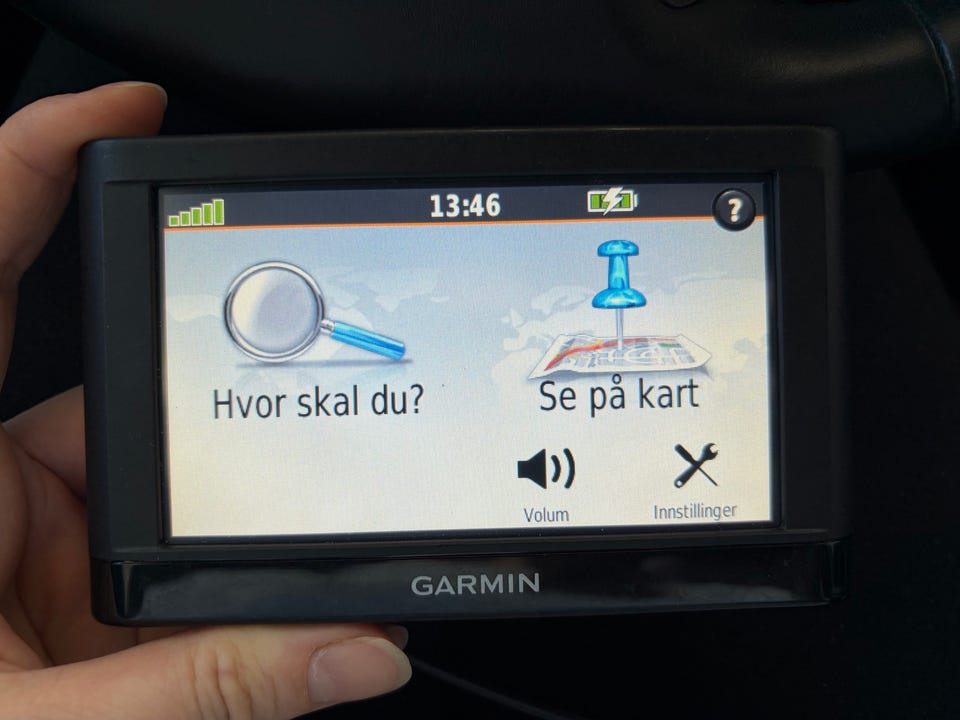 13:46
?
Hvor skal du?
Se på kart
Volum
Innstillinger
GARMIN